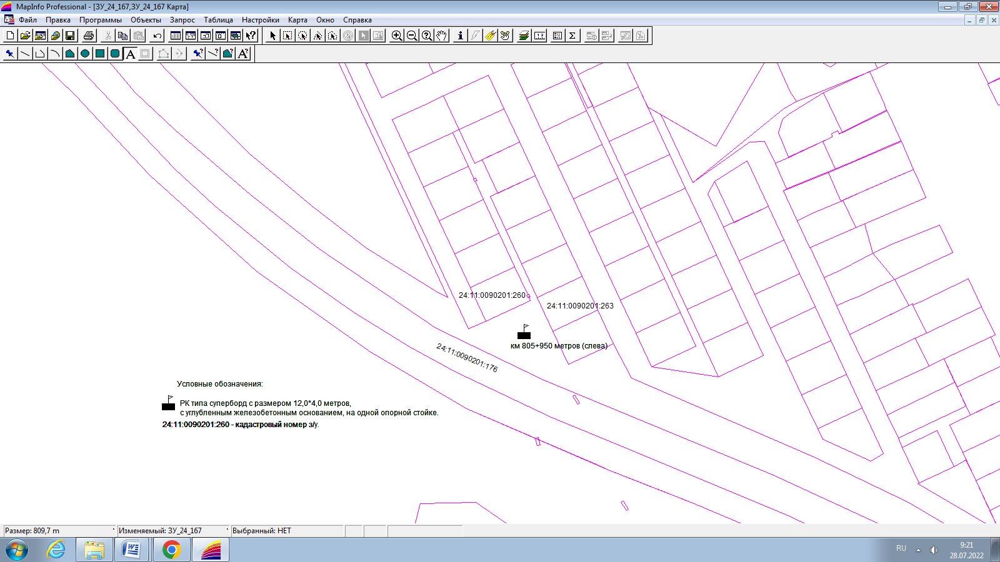 MapInfo Professional - [ЗУ_24_167,ЗУ_24_167 Карта]
Файл Правка Программы Объекты Запрос Таблица Настройки Карта Окно Справка
24:11:0090201:260
24:11:0090201:263
км 805+950 метров (слева)
24:11:0090201:176
Условные обозначения:
РК типа суперборд с размером 12,0*4,0 метров,
с углубленным железобетонным основанием, на одной опорной стойке.
24:11:0090201:260 - кадастровый номер з/у.
Размер: 809,7 m Изменяемый: ЗУ_24_167 Выбранный: НЕТ
RU 9:21
28.07.2022